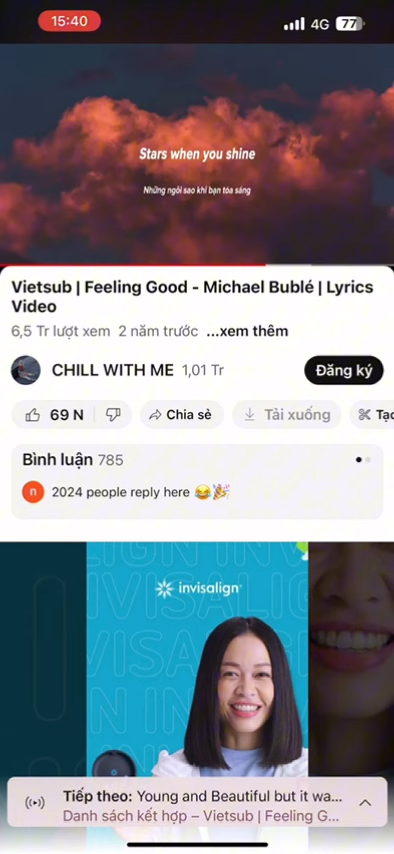 15:40
4G
77
Stars when you shine
Những ngôi sao khi bạn tỏa sáng
Vietsub | Feeling Good - Michael Bublé | Lyrics
Video
6,5 Tr lượt xem 2 năm trước ...xem thêm
CHILL WITH ME 1,01 Tr
Đăng ký
69 N
Chia sẻ
Tải xuống
Tạo
Bình luận 785
n
2024 people reply here 😂🎉
invisalign
INVISALIGN
Tiếp theo: Young and Beautiful but it wa...
Danh sách kết hợp – Vietsub | Feeling G...